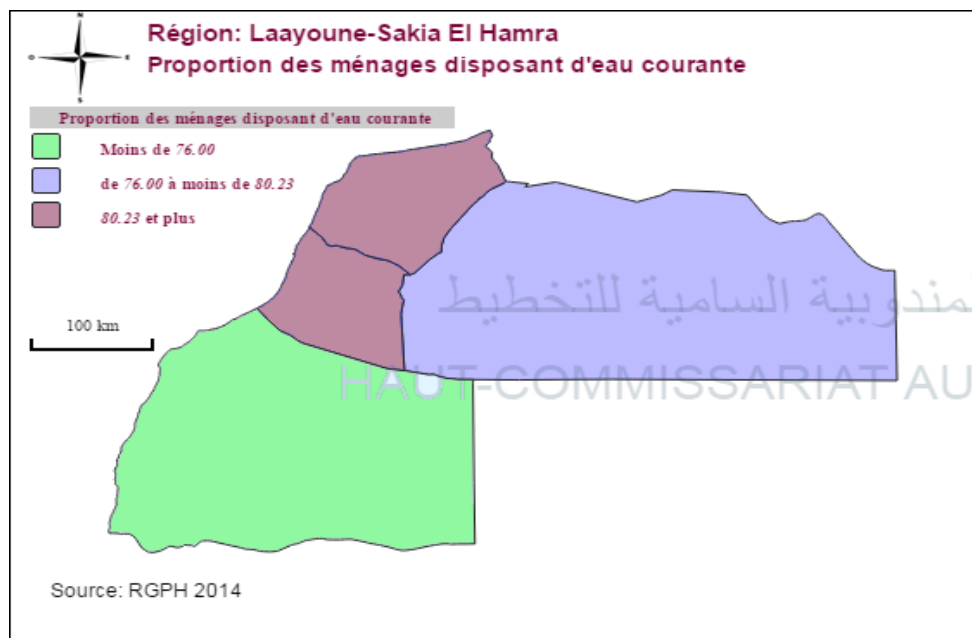 N
O
E
S
Région: Laayoune-Sakia El Hamra
Proportion des ménages disposant d'eau courante
Proportion des ménages disposant d'eau courante
Moins de 76.00
de 76.00 à moins de 80.23
80.23 et plus
100 km
مندوبية السامية للتخطيط
HAUT-COMMISSARIAT AU
Source: RGPH 2014